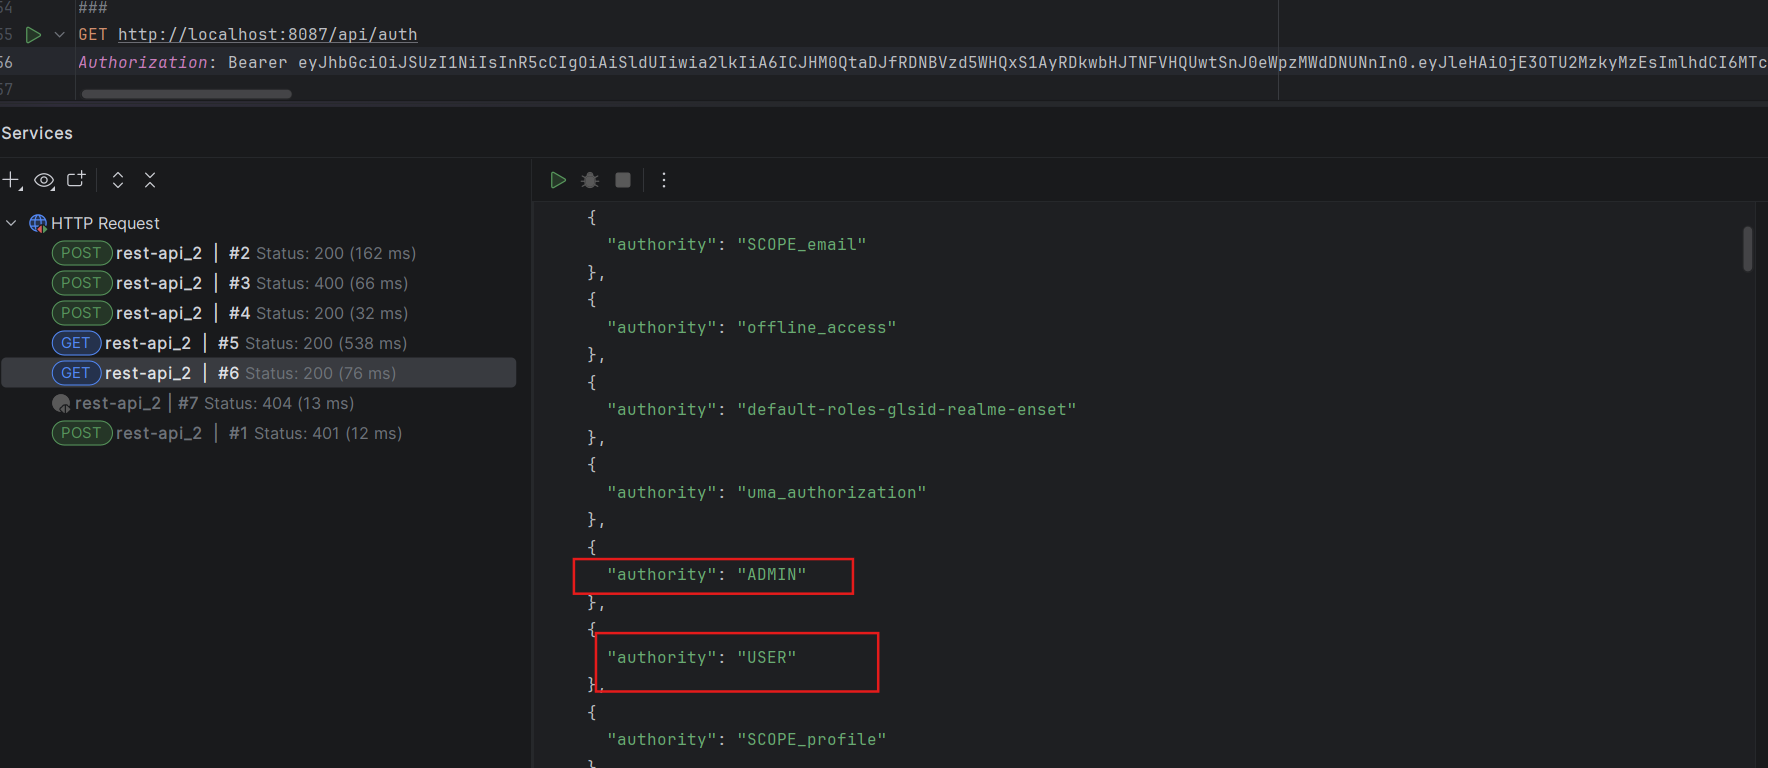 54 ###
55 GET http://localhost:8087/api/auth
56 Authorization: Bearer eyJhbGciOiJSUzI1NiIsInR5cCIgOiAiSldUIiwia2lkIiA6ICJHM0QtaDJfRDNBVzd5WHQxS1AyRDkwbHJTNFVHQUwtSnJ0eWpzMWdDNUNnIn0.eyJleHAiOjE3OTU2MzkyMzEsImlhdCI6MTc
57
Services
HTTP Request
POST rest-api_2 | #2 Status: 200 (162 ms)
POST rest-api_2 | #3 Status: 400 (66 ms)
POST rest-api_2 | #4 Status: 200 (32 ms)
GET rest-api_2 | #5 Status: 200 (538 ms)
GET rest-api_2 | #6 Status: 200 (76 ms)
rest-api_2 | #7 Status: 404 (13 ms)
POST rest-api_2 | #1 Status: 401 (12 ms)
{
"authority": "SCOPE_email"
},
{
"authority": "offline_access"
},
{
"authority": "default-roles-glsid-realme-enset"
},
{
"authority": "uma_authorization"
},
{
"authority": "ADMIN"
},
{
"authority": "USER"
},
{
"authority": "SCOPE_profile"
}